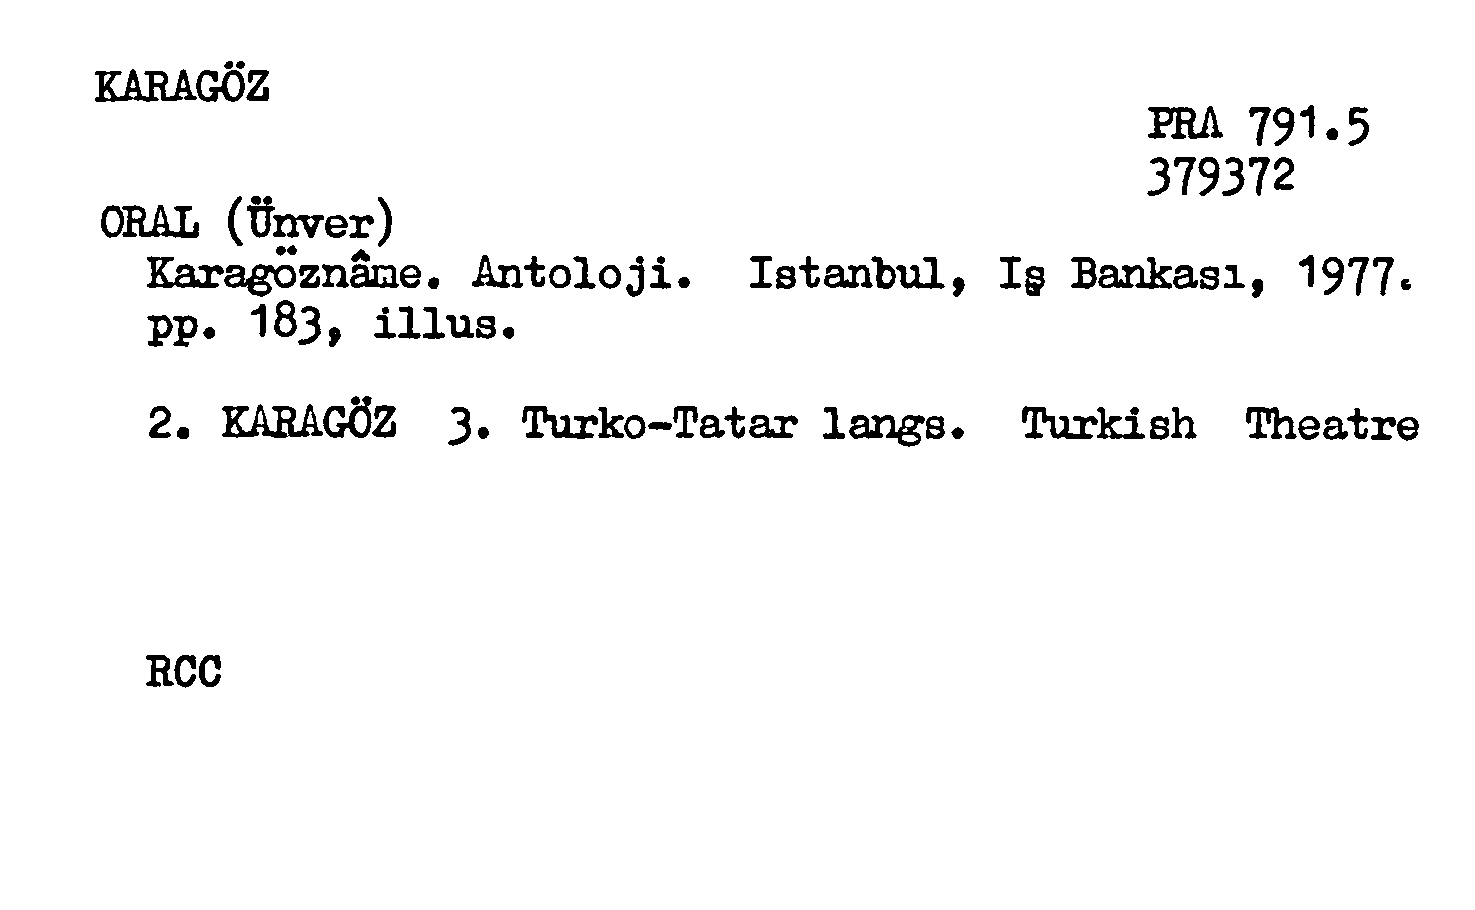 KARAGÖZ
PRA 791.5
379372
ORAL (Ünver)
Karagöznâme. Antoloji. Istanbul, Iş Bankası, 1977.
pp. 183, illus.
2. KARAGÖZ 3. Turko-Tatar langs. Turkish Theatre
RCC